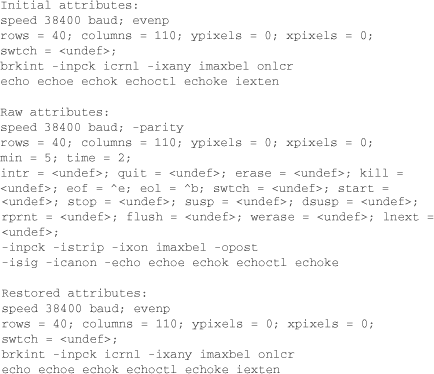 Initial attributes:
speed 38400 baud; evenp
rows = 40; columns = 110; ypixels = 0; xpixels = 0;
swtch = <undef>;
brkint -inpck icrnl -ixany imaxbel onlcr
echo echoe echok echoctl echoke iexten
Raw attributes:
speed 38400 baud; -parity
rows = 40; columns = 110; ypixels = 0; xpixels = 0;
min = 5; time = 2;
intr = <undef>; quit = <undef>; erase = <undef>; kill =
<undef>; eof = ^e; eol = ^b; swtch = <undef>; start =
<undef>; stop = <undef>; susp = <undef>; dsusp = <undef>;
rprnt = <undef>; flush = <undef>; werase = <undef>; lnext =
<undef>;
-inpck -istrip -ixon imaxbel -opost
-isig -icanon -echo echoe echok echoctl echoke
Restored attributes:
speed 38400 baud; evenp
rows = 40; columns = 110; ypixels = 0; xpixels = 0;
swtch = <undef>;
brkint -inpck icrnl -ixany imaxbel onlcr
echo echoe echok echoctl echoke iexten